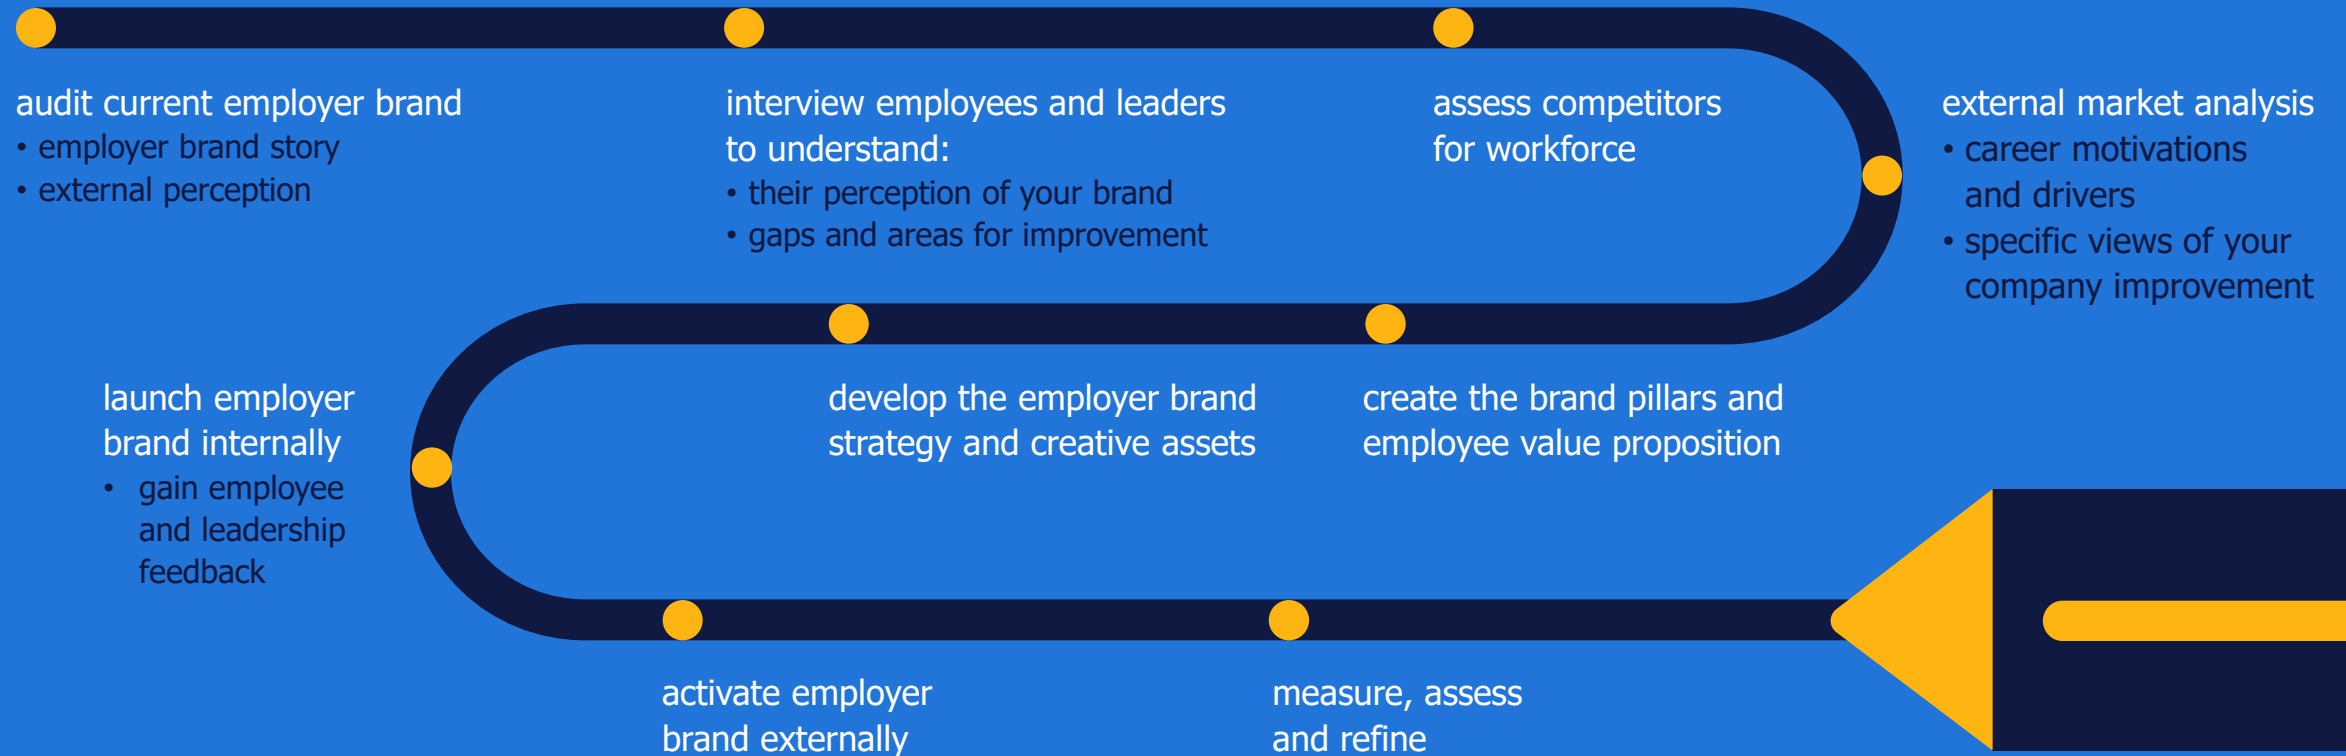 audit current employer brand
• employer brand story
• external perception
interview employees and leaders
to understand:
• their perception of your brand
• gaps and areas for improvement
assess competitors
for workforce
external market analysis
• career motivations
and drivers
• specific views of your
company improvement
create the brand pillars and
employee value proposition
develop the employer brand
strategy and creative assets
launch employer
brand internally
• gain employee
and leadership
feedback
activate employer
brand externally
measure, assess
and refine